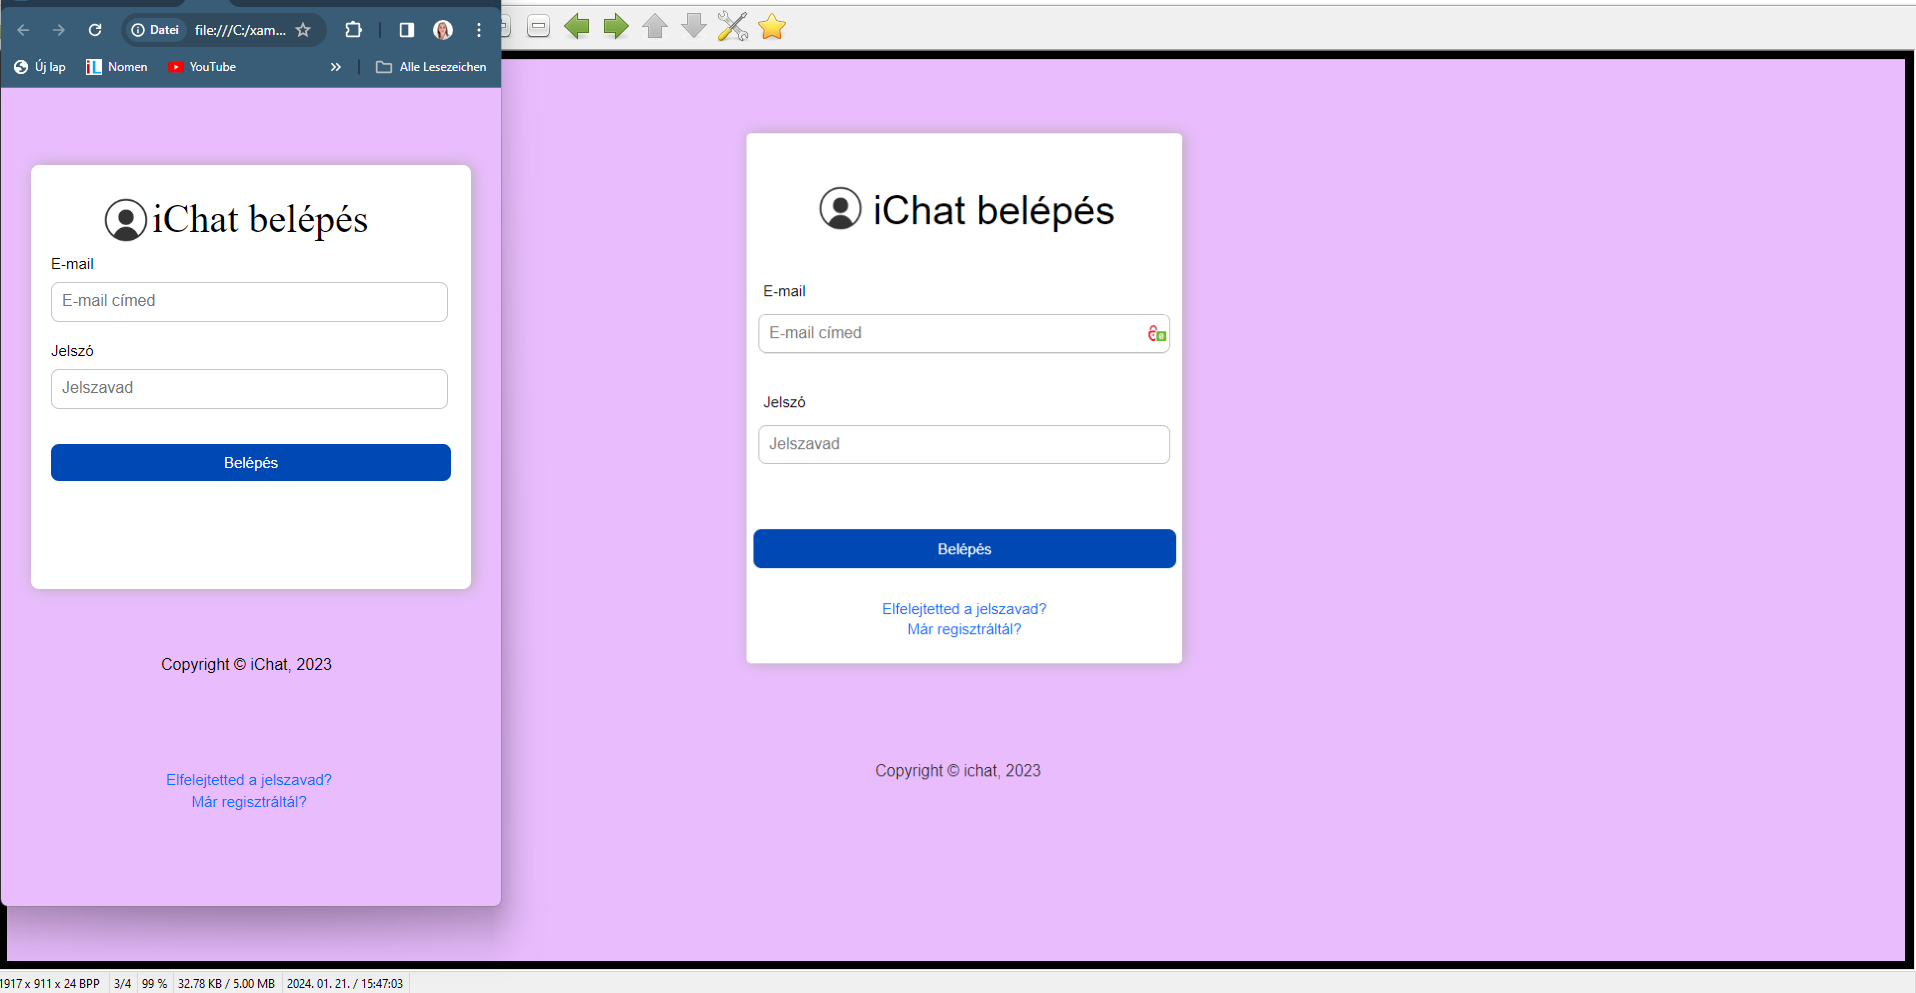 Datei
file:///C:/xam...
Új lap
Nomen
YouTube
»
Alle Lesezeichen
iChat belépés
E-mail
E-mail címed
Jelszó
Jelszavad
Belépés
Copyright © iChat, 2023
Elfelejtetted a jelszavad?
Már regisztráltál?
iChat belépés
E-mail
E-mail címed
Jelszó
Jelszavad
Belépés
Elfelejtetted a jelszavad?
Már regisztráltál?
Copyright © ichat, 2023
1917 x 911 x 24 BPP 3/4 99 % 32.78 KB / 5.00 MB 2024. 01. 21. / 15:47:03